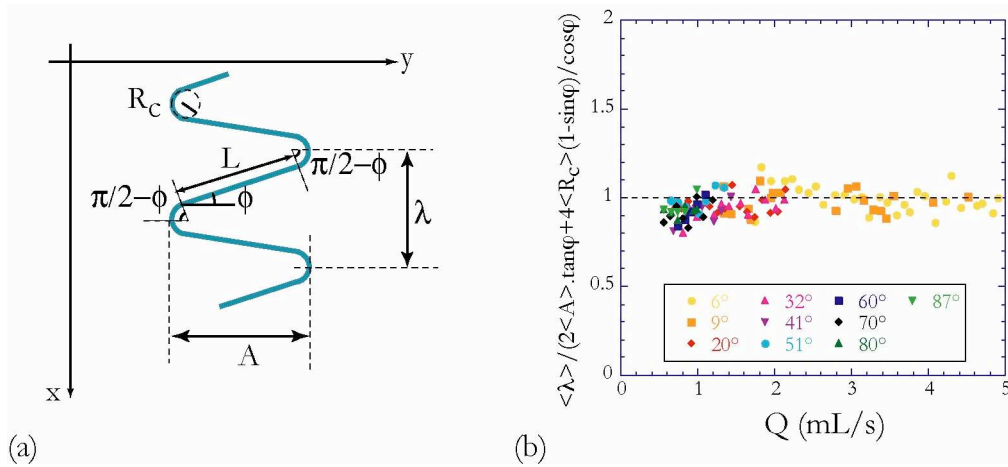 y
R_C
L
π/2−ϕ
π/2−ϕ
ϕ
λ
A
x
(a)
<λ>/(2<A>.tanφ+4<R_C>(1-sinφ)/cosφ
2
1.5
1
0.5
0
6° 32° 60° 87°
9° 41° 70°
20° 51° 80°
0 1 2 3 4 5
Q (mL/s)
(b)